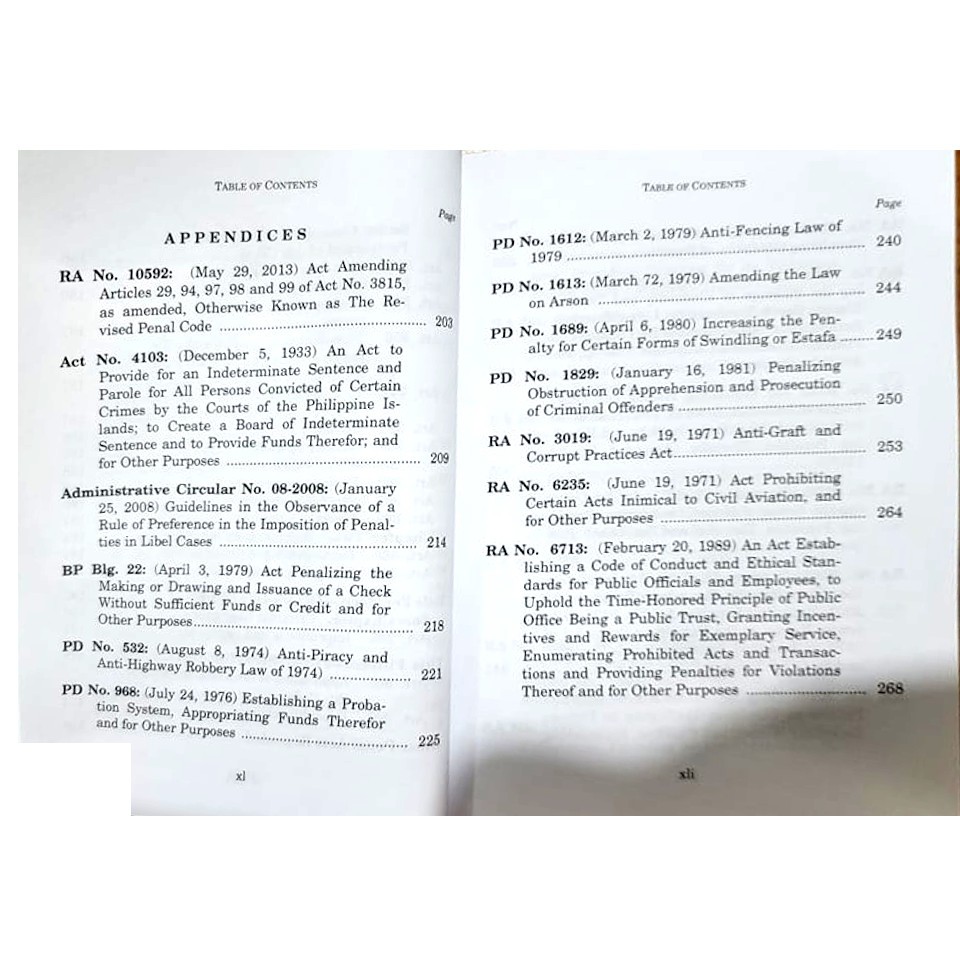 TABLE OF CONTENTS
Page
APPENDICES
RA No. 10592: (May 29, 2013) Act Amending
Articles 29, 94, 97, 98 and 99 of Act No. 3815,
as amended, Otherwise Known as The Re-
vised Penal Code ........................................ 203
Act No. 4103: (December 5, 1933) An Act to
Provide for an Indeterminate Sentence and
Parole for All Persons Convicted of Certain
Crimes by the Courts of the Philippine Is-
lands; to Create a Board of Indeterminate
Sentence and to Provide Funds Therefor; and
for Other Purposes ........................................ 209
Administrative Circular No. 08-2008: (January
25, 2008) Guidelines in the Observance of a
Rule of Preference in the Imposition of Penal-
ties in Libel Cases ........................................ 214
BP Blg. 22: (April 3, 1979) Act Penalizing the
Making or Drawing and Issuance of a Check
Without Sufficient Funds or Credit and for
Other Purposes........................................ 218
PD No. 532: (August 8, 1974) Anti-Piracy and
Anti-Highway Robbery Law of 1974) .................. 221
PD No. 968: (July 24, 1976) Establishing a Proba-
tion System, Appropriating Funds Therefor
and for Other Purposes .................................. 225
xl
TABLE OF CONTENTS
Page
PD No. 1612: (March 2, 1979) Anti-Fencing Law of
1979 ............................................................ 240
PD No. 1613: (March 72, 1979) Amending the Law
on Arson ...................................................... 244
PD No. 1689: (April 6, 1980) Increasing the Pen-
alty for Certain Forms of Swindling or Estafa ........ 249
PD No. 1829: (January 16, 1981) Penalizing
Obstruction of Apprehension and Prosecution
of Criminal Offenders ...................................... 250
RA No. 3019: (June 19, 1971) Anti-Graft and
Corrupt Practices Act...................................... 253
RA No. 6235: (June 19, 1971) Act Prohibiting
Certain Acts Inimical to Civil Aviation, and
for Other Purposes ........................................ 264
RA No. 6713: (February 20, 1989) An Act Estab-
lishing a Code of Conduct and Ethical Stan-
dards for Public Officials and Employees, to
Uphold the Time-Honored Principle of Public
Office Being a Public Trust, Granting Incen-
tives and Rewards for Exemplary Service,
Enumerating Prohibited Acts and Transac-
tions and Providing Penalties for Violations
Thereof and for Other Purposes .......................... 268
xli